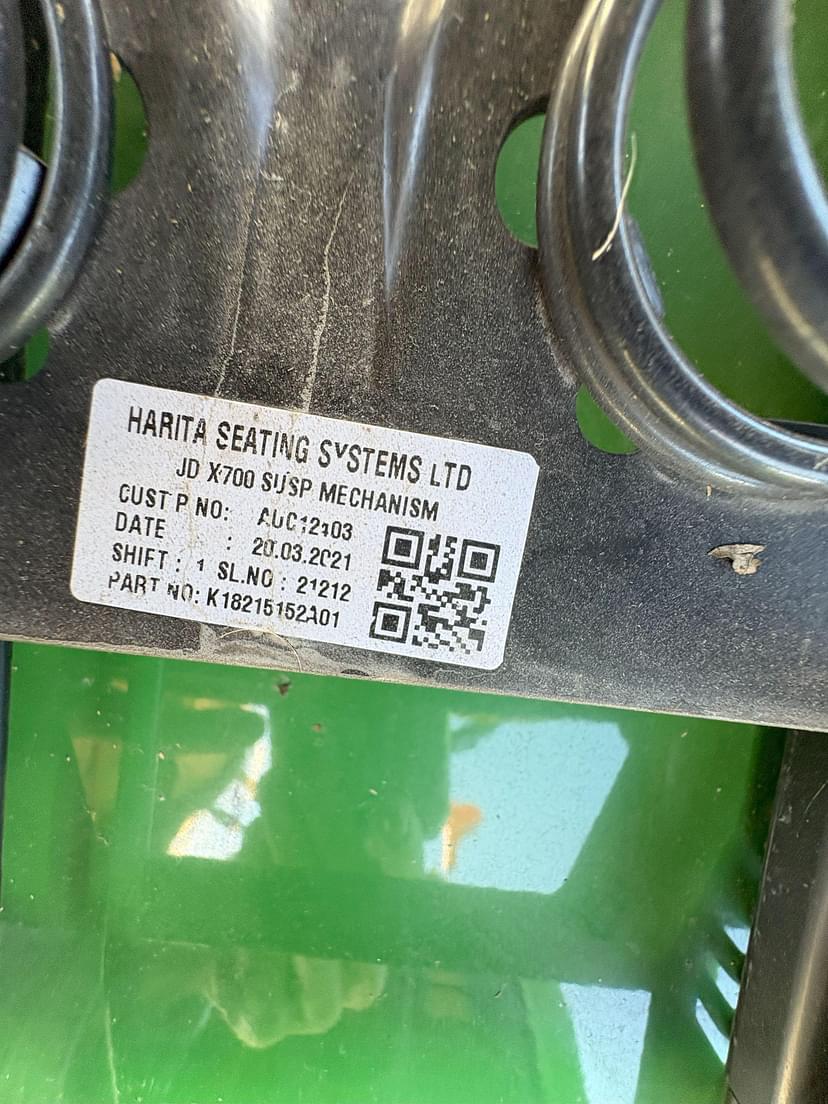 HARITA SEATING SYSTEMS LTD
JD X700 SUSP MECHANISM
CUST P NO: AUC12403
DATE : 20.03.2021
SHIFT : 1 SL.NO : 21212
PART NO: K18215152A01